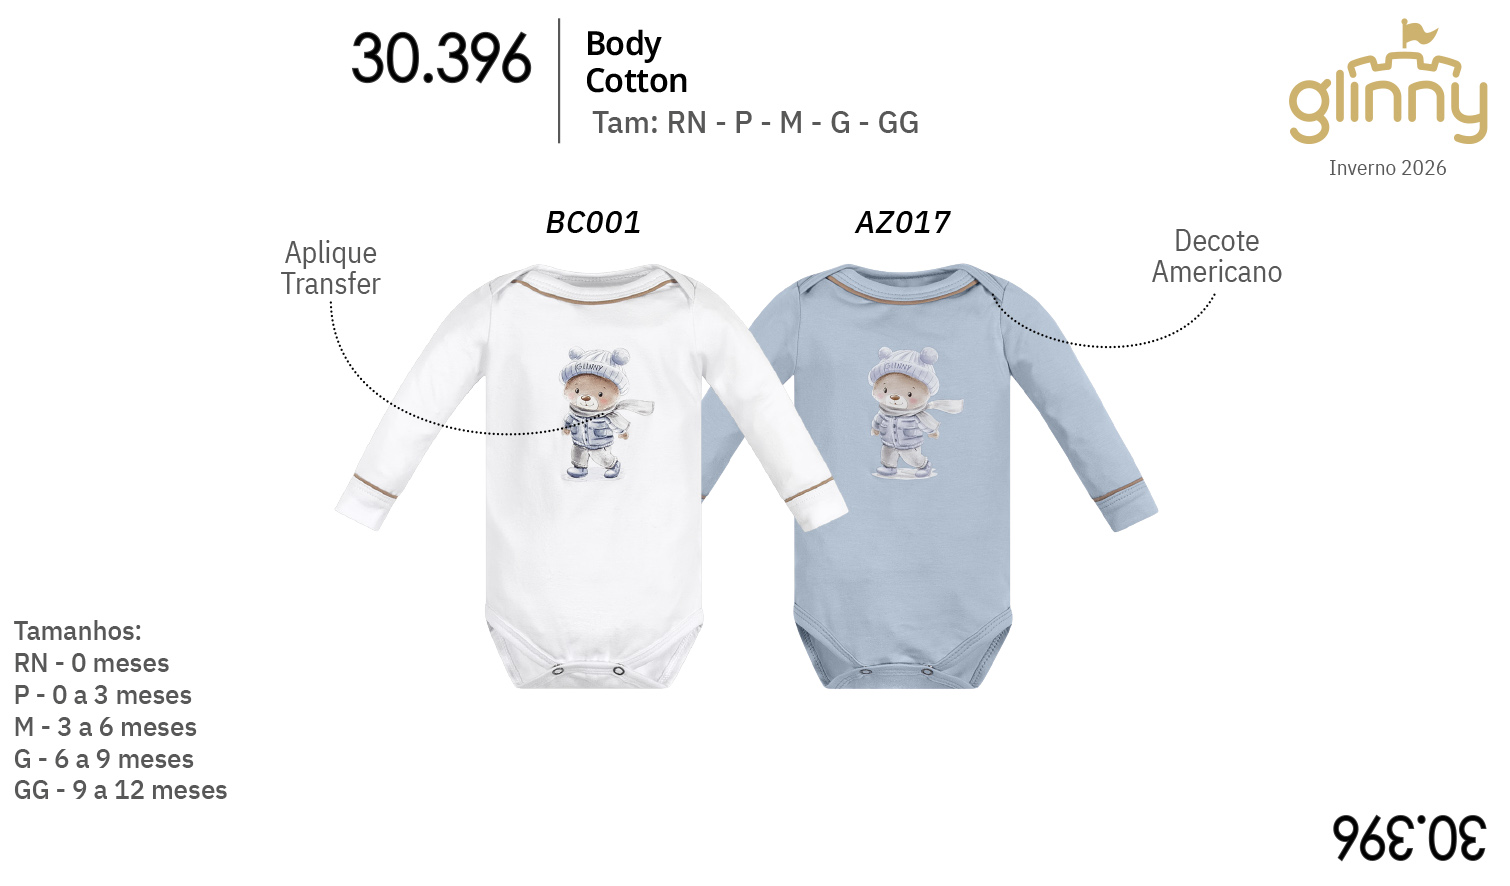 30.396
Body
Cotton
Tam: RN - P - M - G - GG
glinny
Inverno 2026
BC001
AZ017
Aplique
Transfer
Decote
Americano
GLINNY
GLINNY
Tamanhos:
RN - 0 meses
P - 0 a 3 meses
M - 3 a 6 meses
G - 6 a 9 meses
GG - 9 a 12 meses
30.396